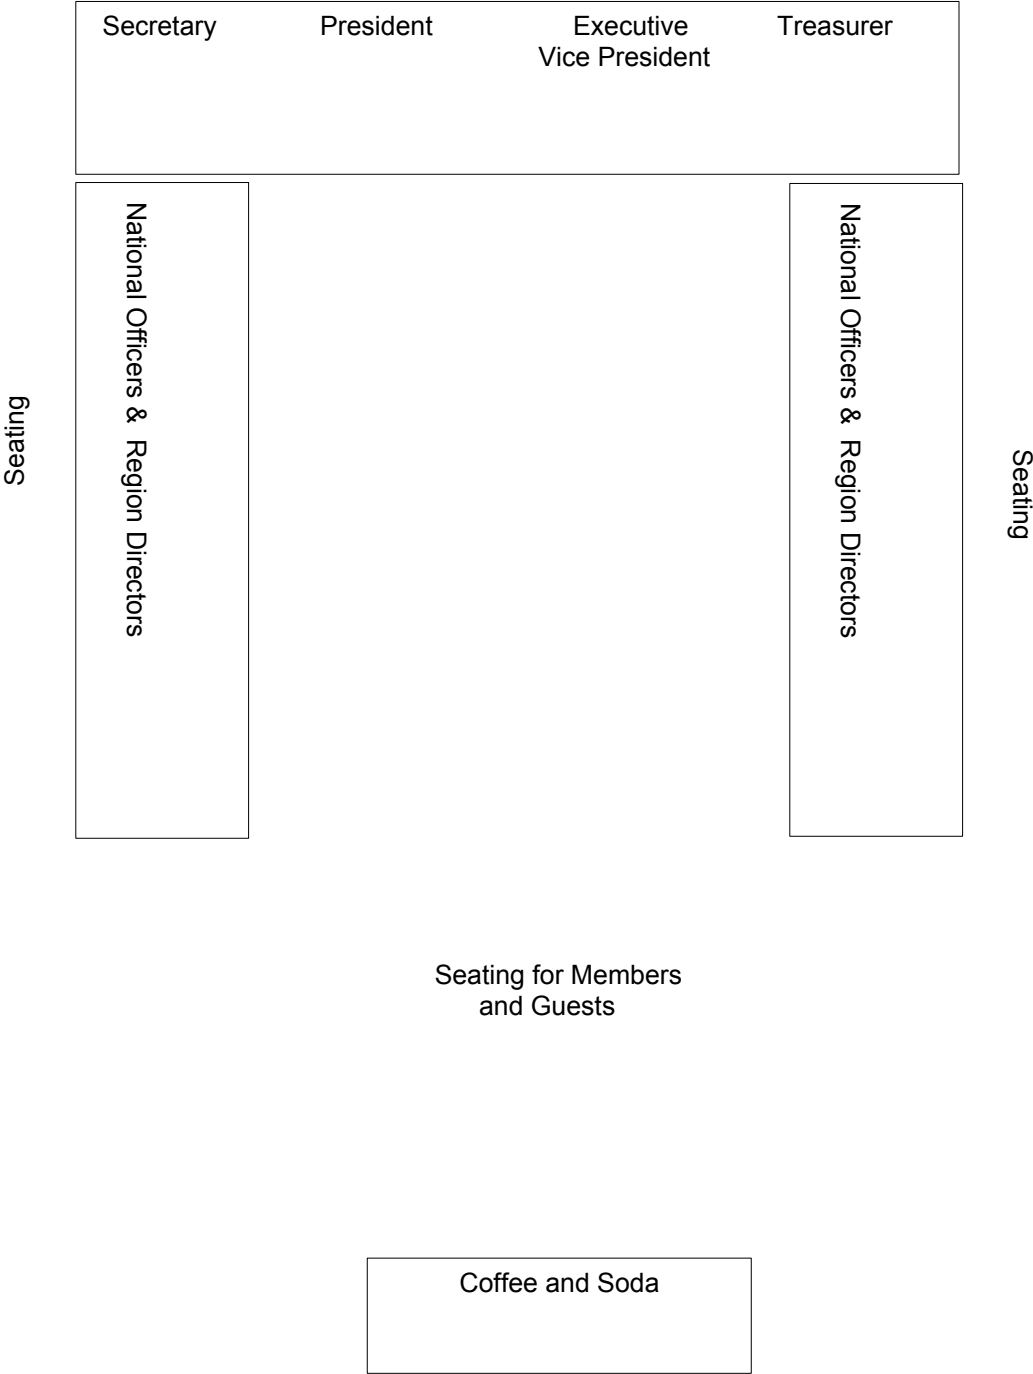 Secretary
President
Executive
Vice President
Treasurer
National Officers &  Region Directors
National Officers &  Region Directors
Seating
Seating
Seating for Members
and Guests
Coffee and Soda